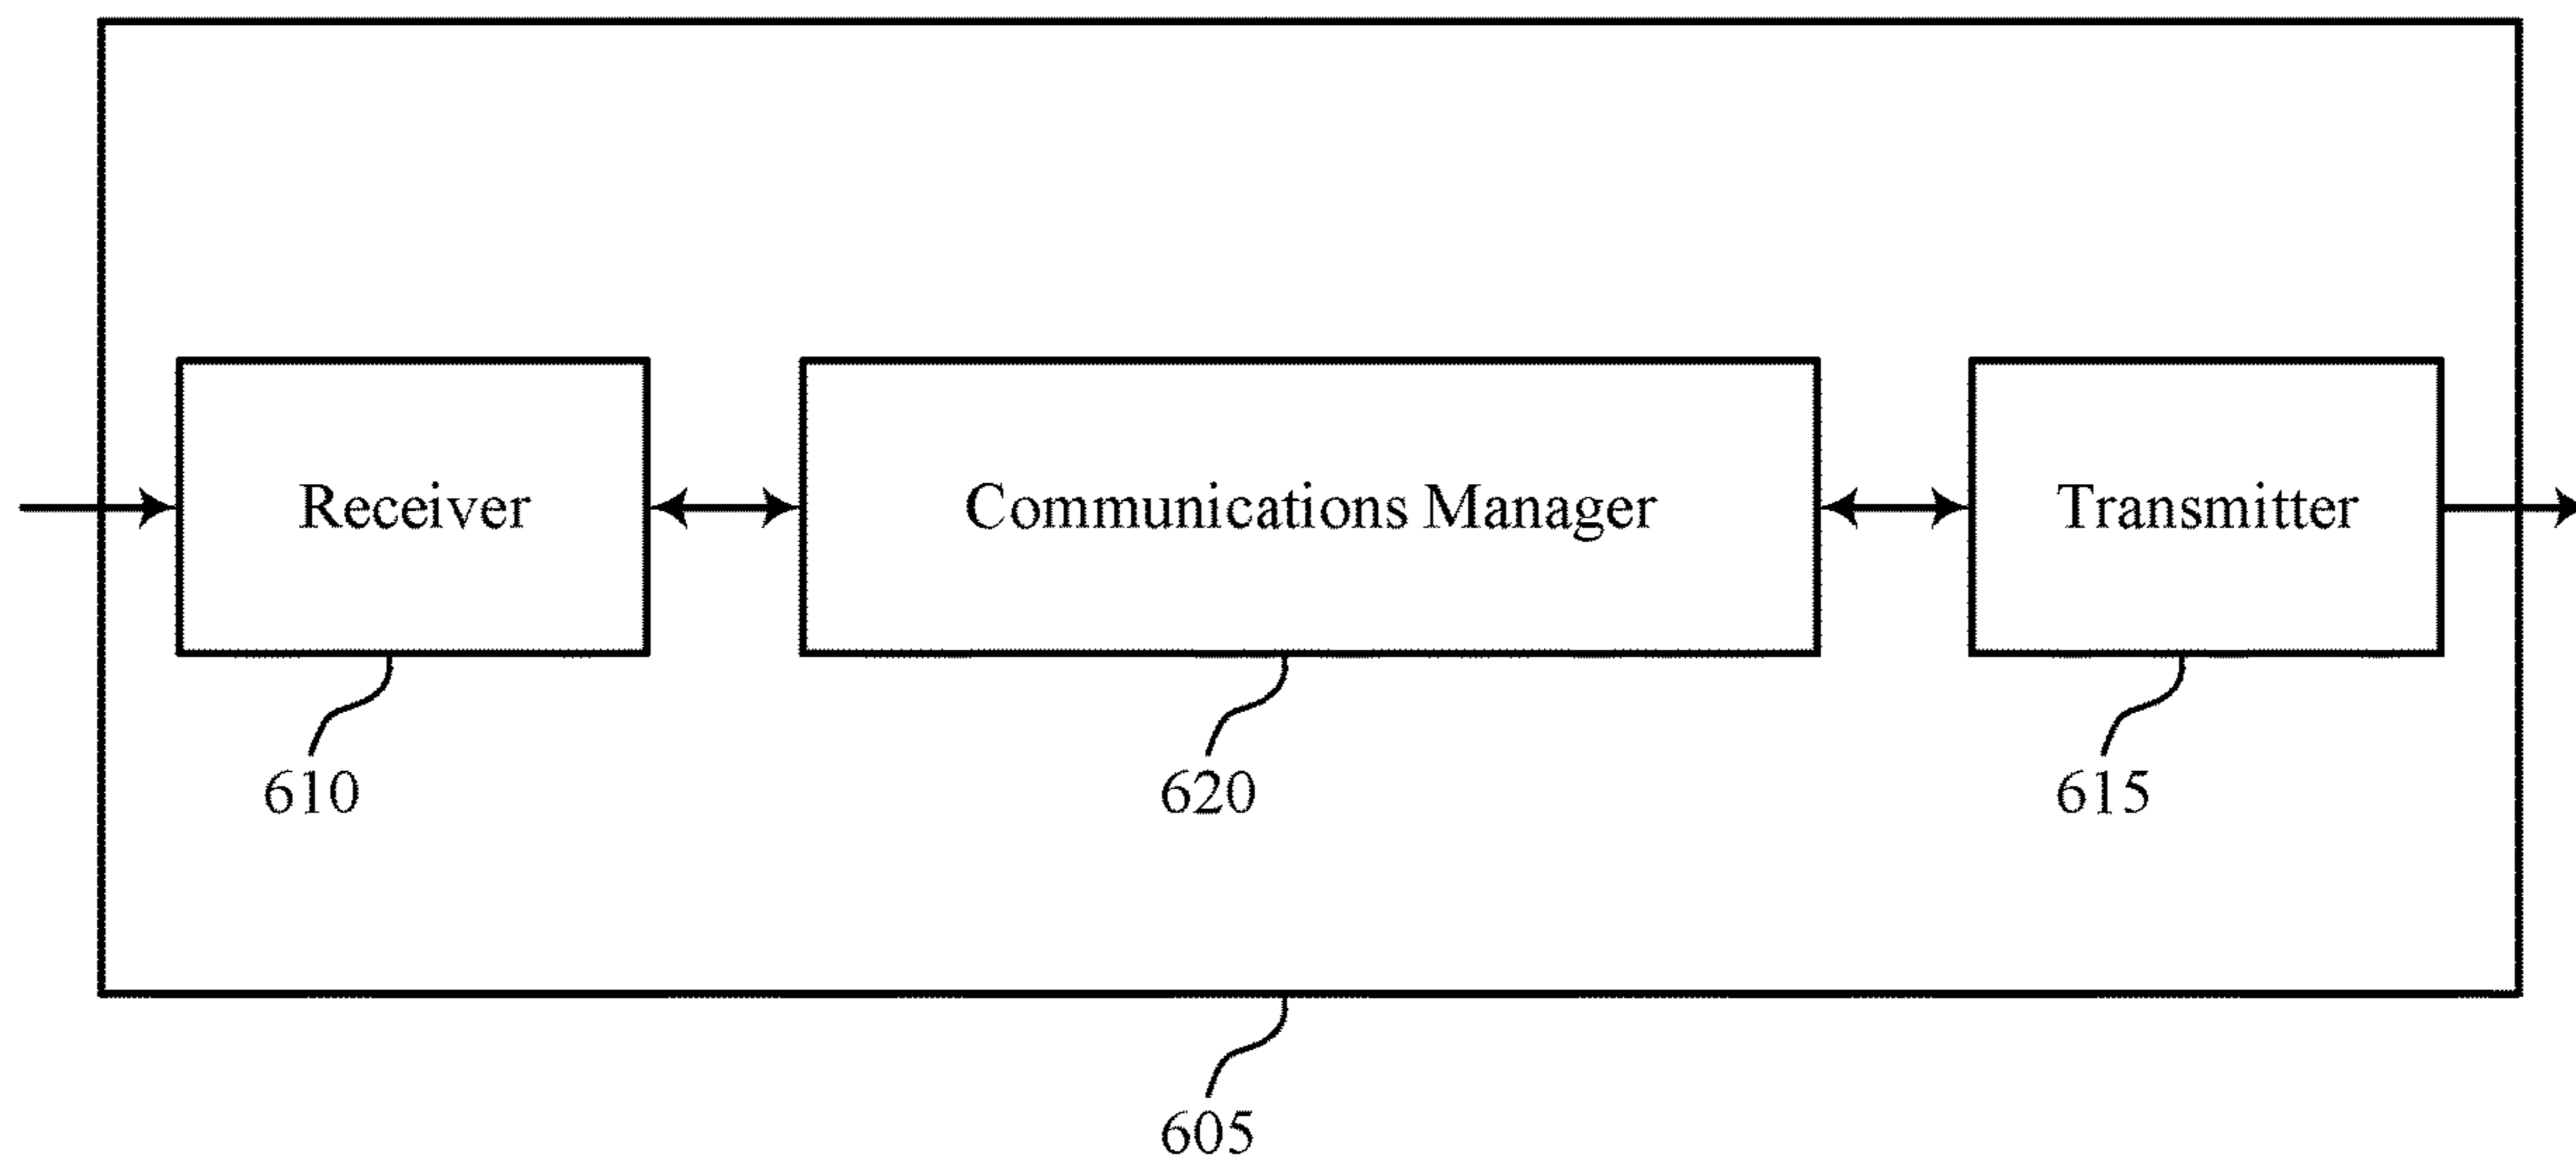 Receiver
Communications Manager
Transmitter
610
620
615
605